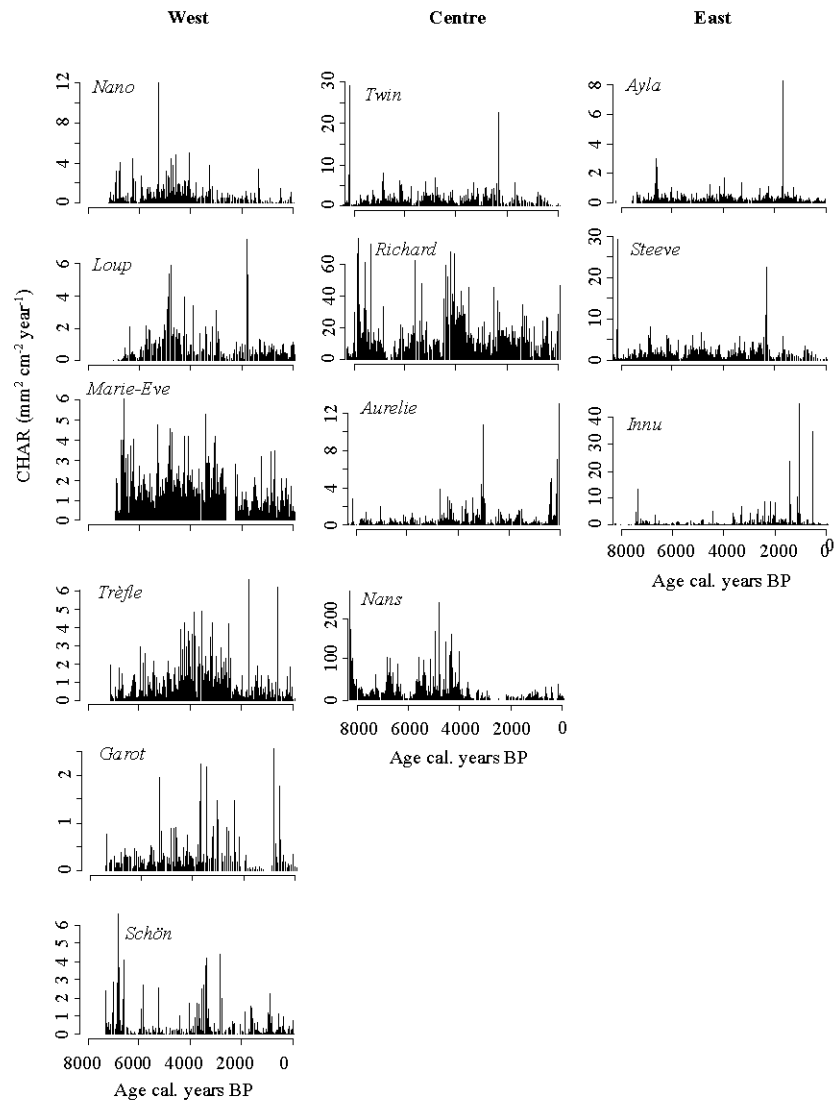 West Centre East
Nano
12
8
4
0
Twin
30
20
10
0
Ayla
8
6
4
2
0
CHAR (mm² cm⁻² year⁻¹)
Loup
6
4
2
0
Richard
60
40
20
0
Steeve
30
20
10
0
Marie-Eve
6
5
4
3
2
1
0
Aurelie
12
8
4
0
Innu
40
30
20
10
0
8000 6000 4000 2000 0
0
Age cal. years BP
Trèfle
6
5
4
3
2
1
0
Nans
200
100
0
8000 6000 4000 2000 0
Age cal. years BP
Garot
2
1
0
Schön
6
5
4
3
2
1
0
8000 6000 4000 2000 0
Age cal. years BP